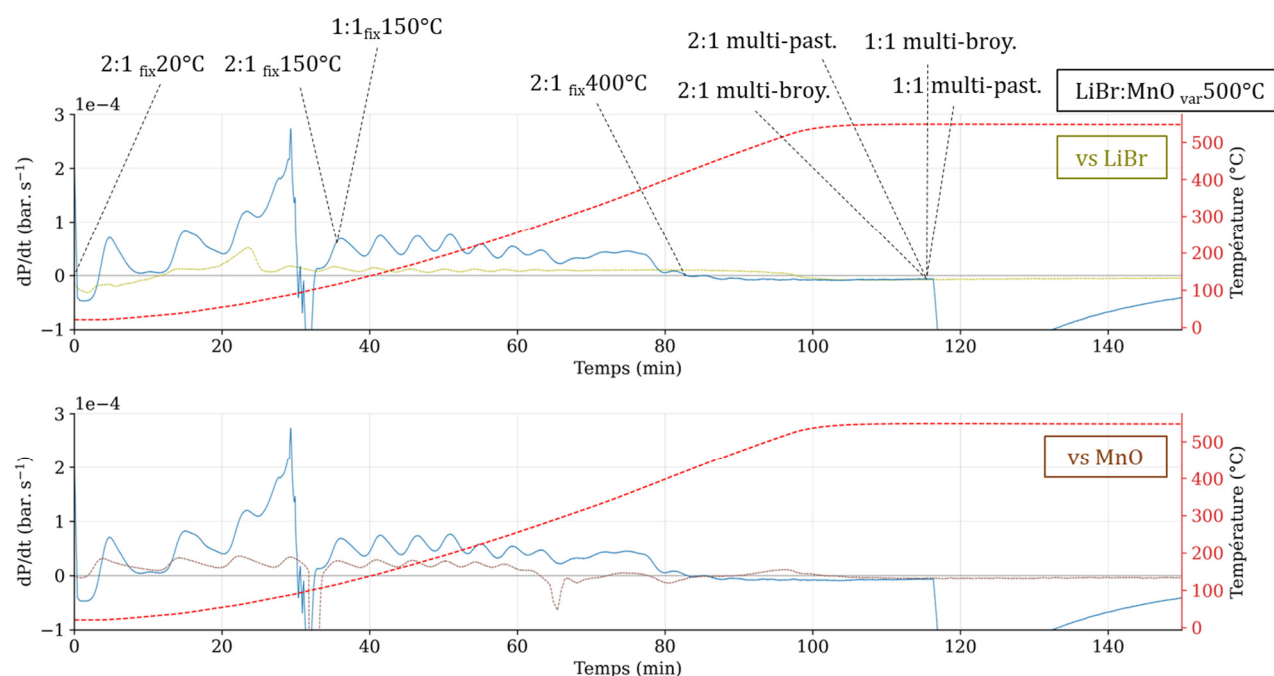 1:1 fix150°C
2:1 fix20°C
2:1 fix150°C
2:1 fix400°C
2:1 multi-past.
2:1 multi-broy.
1:1 multi-broy.
1:1 multi-past.
LiBr:MnO var500°C
1e−4
vs LiBr
3
2
1
0
−1
dP/dt (bar. s⁻¹)
500
400
300
200
100
0
Température (°C)
0 20 40 60 80 100 120 140
Temps (min)
1e−4
vs MnO
3
2
1
0
−1
dP/dt (bar. s⁻¹)
500
400
300
200
100
0
Température (°C)
0 20 40 60 80 100 120 140
Temps (min)